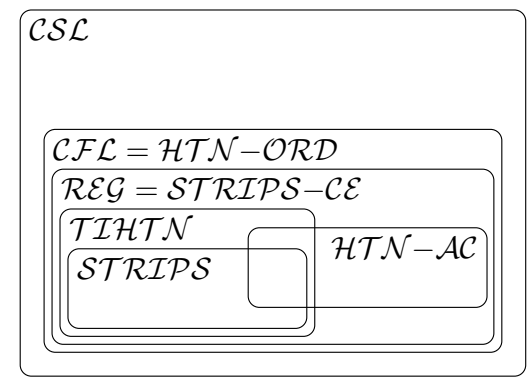 CSL
CFL = HTN-ORD
REG = STRIPS-CE
TIHTN
HTN-AC
STRIPS